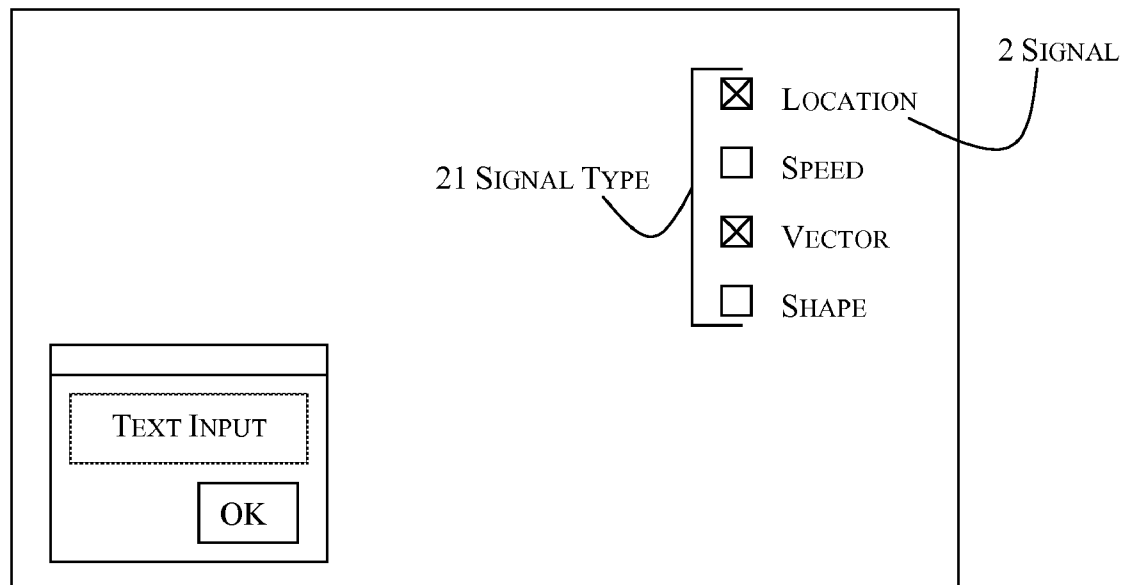 2 SIGNAL
LOCATION
SPEED
21 SIGNAL TYPE
VECTOR
SHAPE
TEXT INPUT
OK